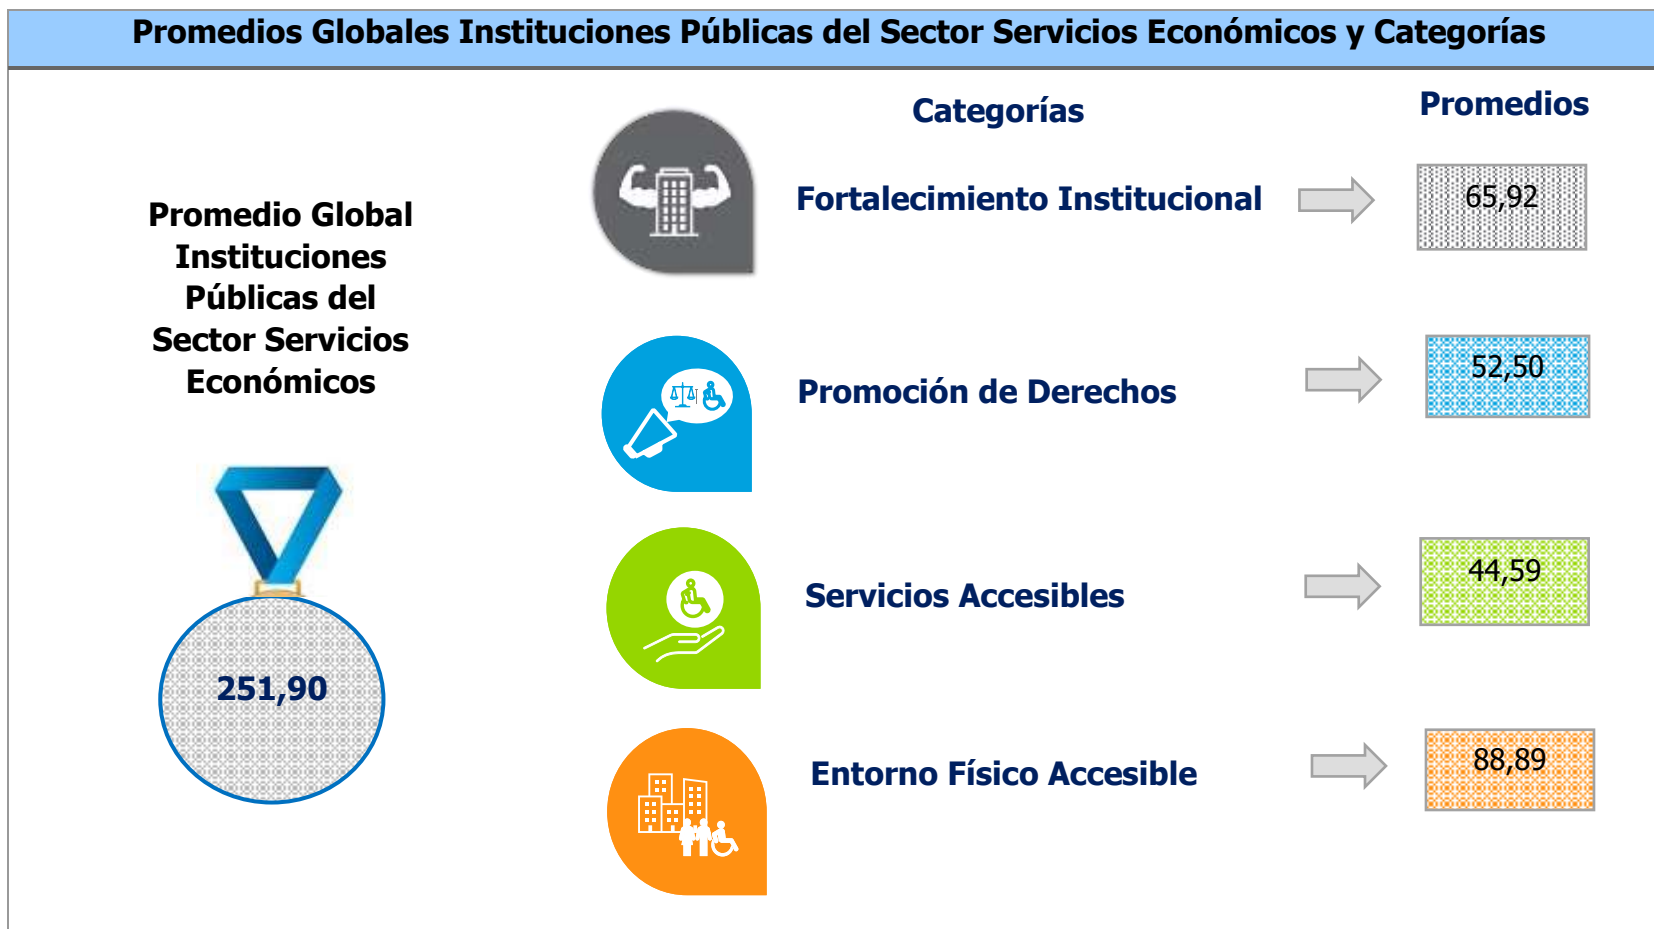 Promedios Globales Instituciones Públicas del Sector Servicios Económicos y Categorías
Promedio Global
Instituciones
Públicas del
Sector Servicios
Económicos
251,90
Categorías
Promedios
Fortalecimiento Institucional
65,92
Promoción de Derechos
52,50
Servicios Accesibles
44,59
Entorno Físico Accesible
88,89